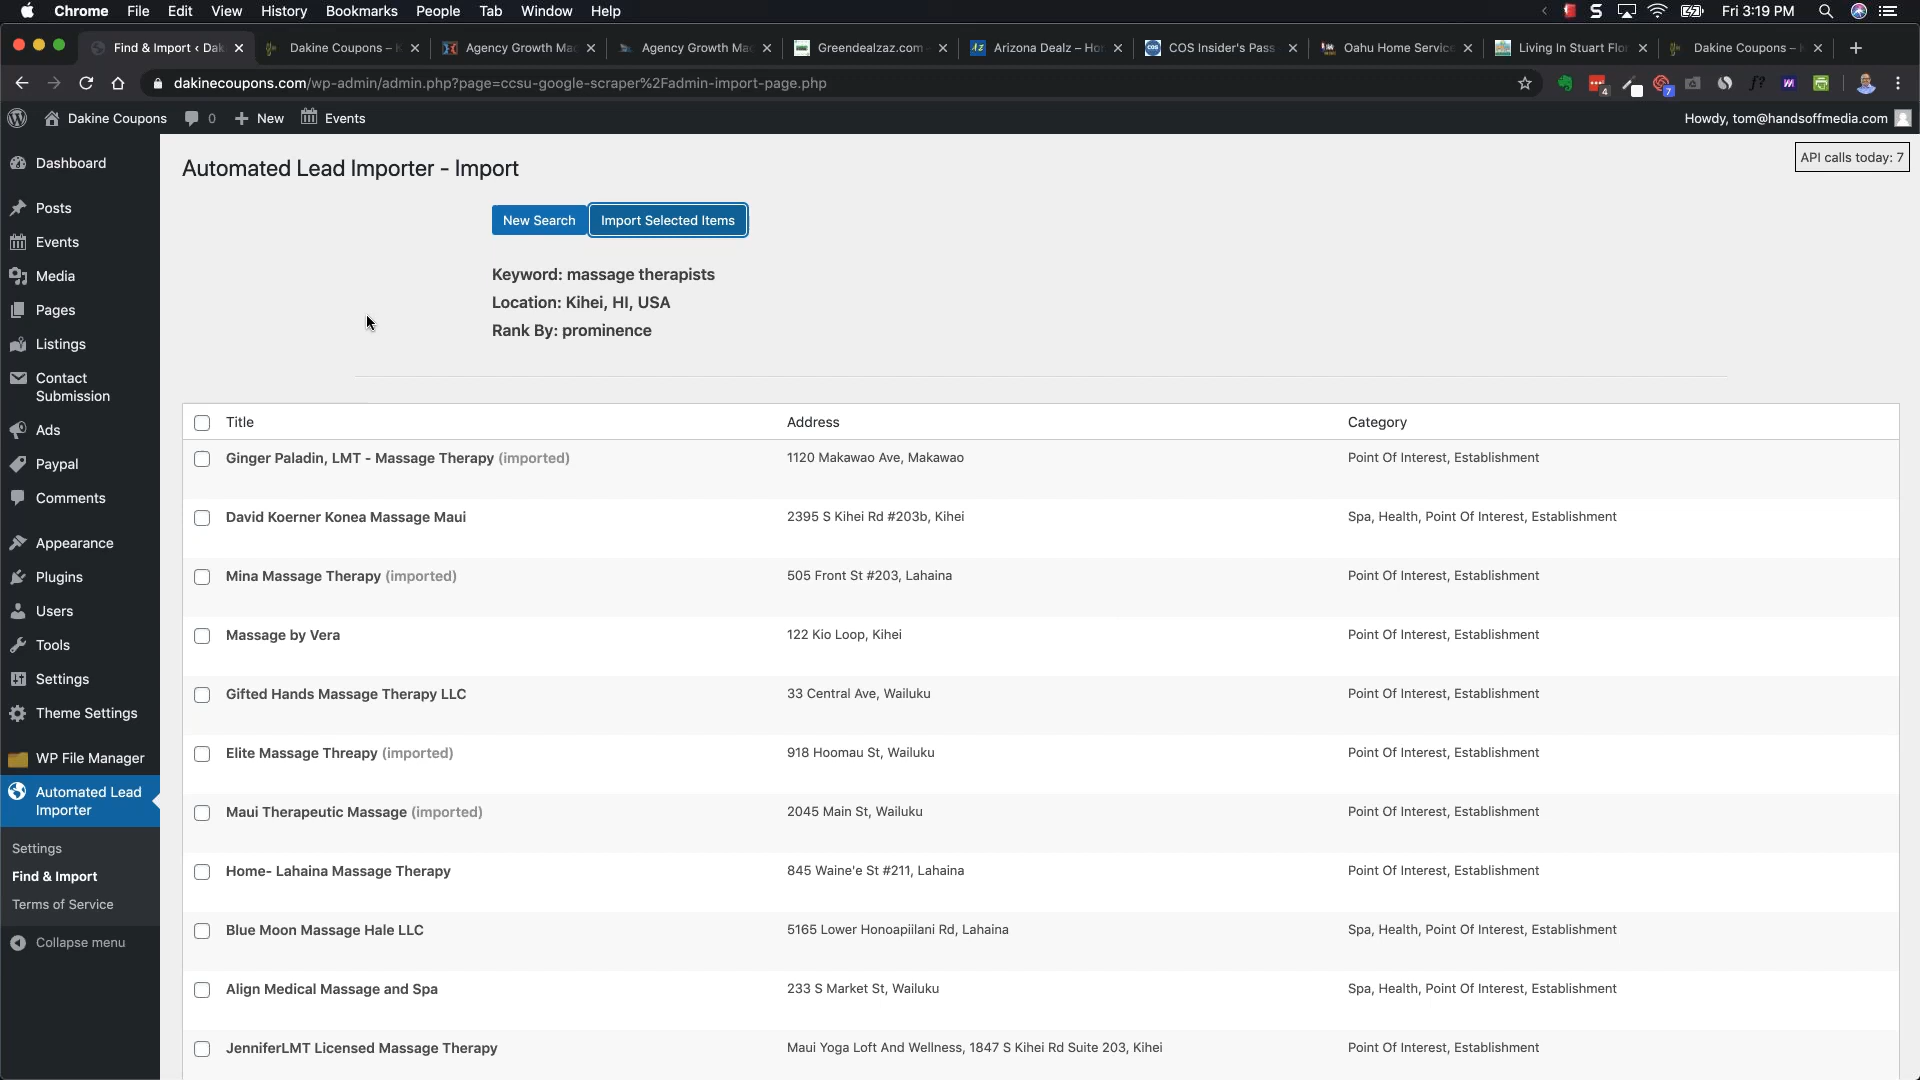 Chrome File Edit View History Bookmarks People Tab Window Help Fri 3:19 PM
Find & Import ‹ Dak Dakine Coupons – K Agency Growth Mac Agency Growth Mac Greendealzaz.com – Arizona Dealz – Ho COS Insider's Pass Oahu Home Service Living In Stuart Flor Dakine Coupons –
dakinecoupons.com/wp-admin/admin.php?page=ccsu-google-scraper%2Fadmin-import-page.php
Dakine Coupons 0 New Events Howdy, tom@handsoffmedia.com
Dashboard
Posts
Events
Media
Pages
Listings
Contact
Submission
Ads
Paypal
Comments
Appearance
Plugins
Users
Tools
Settings
Theme Settings
WP File Manager
Automated Lead
Importer
Settings
Find & Import
Terms of Service
Collapse menu
Automated Lead Importer - Import
API calls today: 7
New Search Import Selected Items
Keyword: massage therapists
Location: Kihei, HI, USA
Rank By: prominence
Title Address Category
Ginger Paladin, LMT - Massage Therapy (imported) 1120 Makawao Ave, Makawao Point Of Interest, Establishment
David Koerner Konea Massage Maui 2395 S Kihei Rd #203b, Kihei Spa, Health, Point Of Interest, Establishment
Mina Massage Therapy (imported) 505 Front St #203, Lahaina Point Of Interest, Establishment
Massage by Vera 122 Kio Loop, Kihei Point Of Interest, Establishment
Gifted Hands Massage Therapy LLC 33 Central Ave, Wailuku Point Of Interest, Establishment
Elite Massage Threapy (imported) 918 Hoomau St, Wailuku Point Of Interest, Establishment
Maui Therapeutic Massage (imported) 2045 Main St, Wailuku Point Of Interest, Establishment
Home- Lahaina Massage Therapy 845 Waine'e St #211, Lahaina Point Of Interest, Establishment
Blue Moon Massage Hale LLC 5165 Lower Honoapiilani Rd, Lahaina Spa, Health, Point Of Interest, Establishment
Align Medical Massage and Spa 233 S Market St, Wailuku Spa, Health, Point Of Interest, Establishment
JenniferLMT Licensed Massage Therapy Maui Yoga Loft And Wellness, 1847 S Kihei Rd Suite 203, Kihei Point Of Interest, Establishment